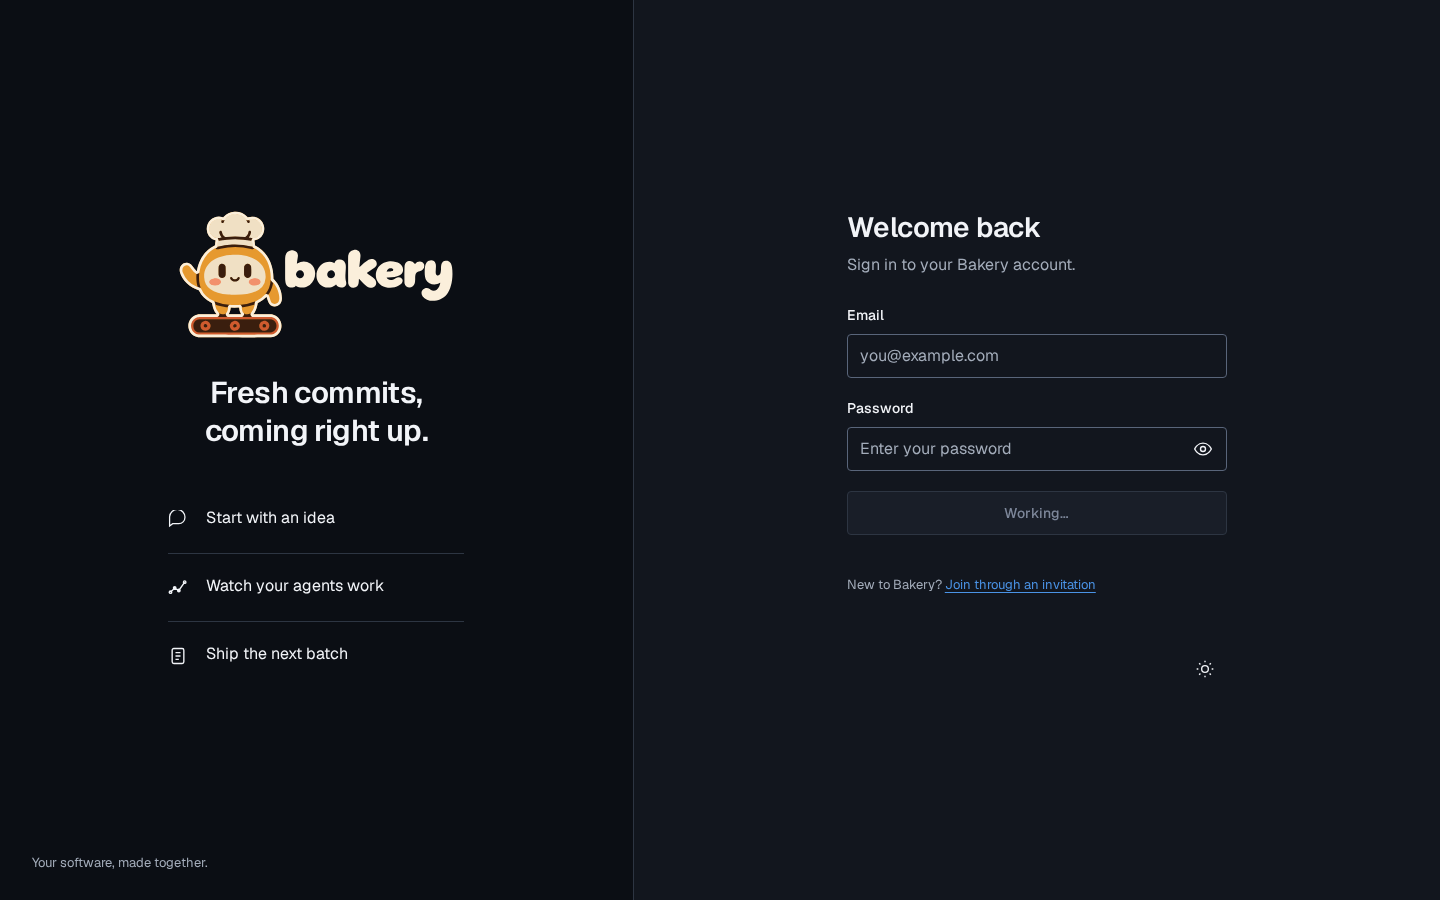 bakery
Fresh commits,
coming right up.
Start with an idea
Watch your agents work
Ship the next batch
Your software, made together.
Welcome back
Sign in to your Bakery account.
Email
you@example.com
Password
Enter your password
Working...
New to Bakery? Join through an invitation